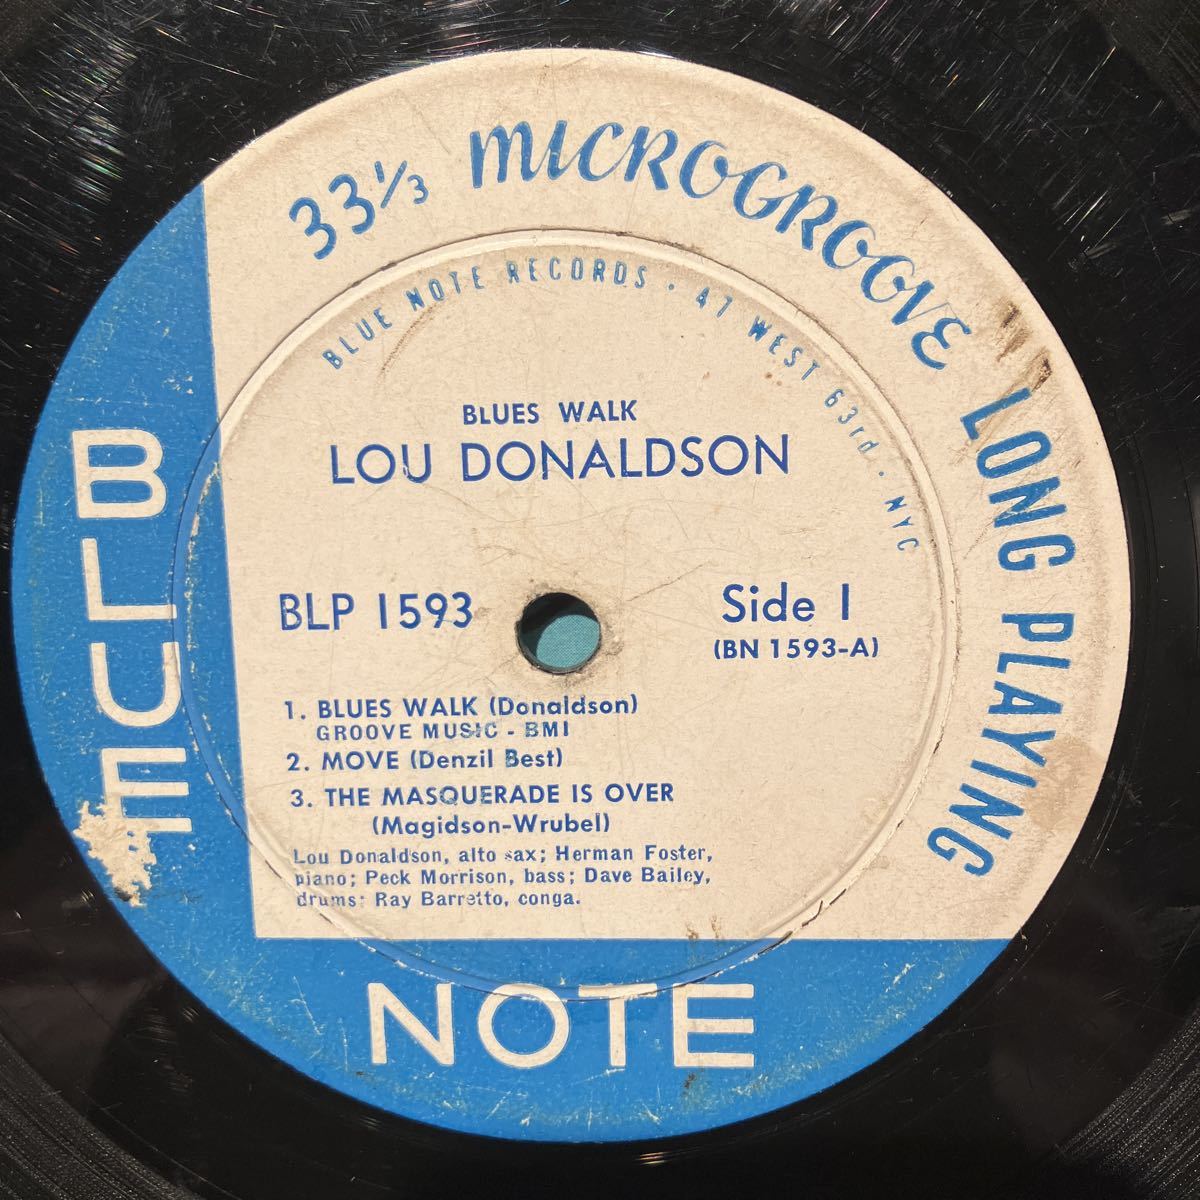 33⅓ MICROGROOVE LONG PLAYING
BLUE NOTE RECORDS · 47 WEST 63rd · NYC
BLUES WALK
LOU DONALDSON
BLP 1593
Side 1
(BN 1593-A)
1. BLUES WALK (Donaldson)
GROOVE MUSIC - BMI
2. MOVE (Denzil Best)
3. THE MASQUERADE IS OVER
(Magidson-Wrubel)
Lou Donaldson, alto sax; Herman Foster,
piano; Peck Morrison, bass; Dave Bailey,
drums; Ray Barretto, conga.
BLUE
NOTE